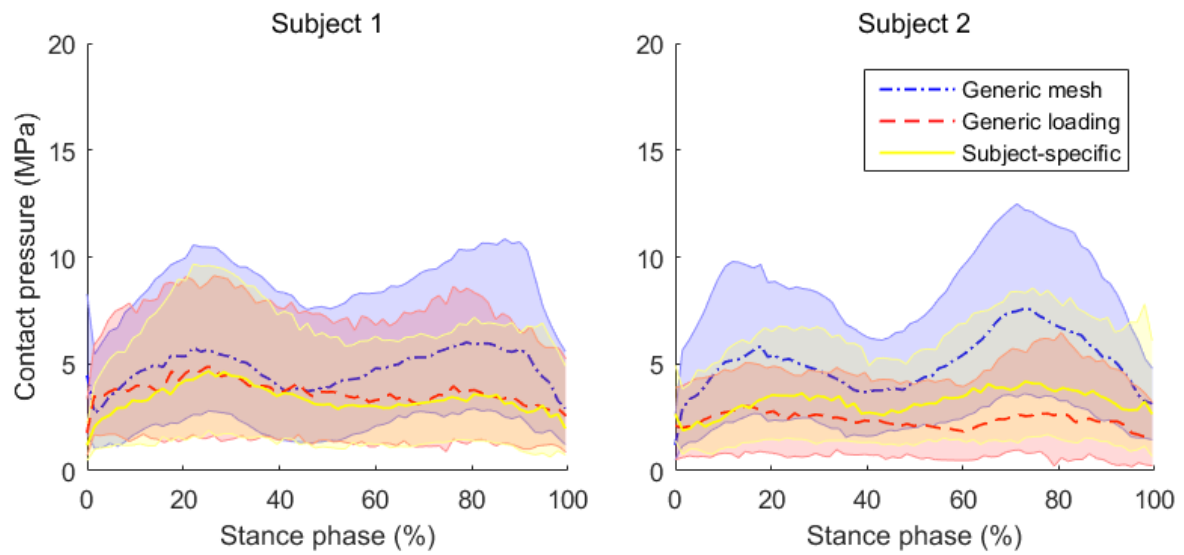 Subject 1
Subject 2
20
15
10
5
0
Contact pressure (MPa)
0
20
40
60
80
100
Stance phase (%)
20
15
10
5
0
Generic mesh
Generic loading
Subject-specific
0
20
40
60
80
100
Stance phase (%)